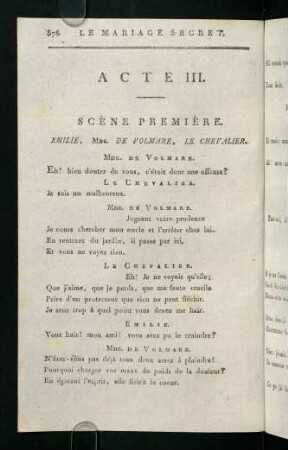 376 LE MARIAGE SECRET,
ACTE III.
SCÈNE PREMIÈRE.
EMILIE, MDE. DE VOLMARE, LE CHEVALIER.
MDE. DE VOLMARE.
Eh! bien douter de vous, c'était donc une offense?
LE CHEVALIER.
Je suis un malheureux.
MDE. DE VOLMARE.
Jugeant votre prudence
Je cours chercher mon oncle et l'arrêter chez lui.
En rentrant du jardin, il passe par ici,
Et vous ne voyez rien.
LE CHEVALIER.
Eh! Je ne voyais qu'elle;
Que j'aime, que je perds, que ma faute cruelle
Prive d'un protecteur que rien ne peut fléchir.
Je sens trop à quel point vous devez me haïr.
EMILIE.
Vous haïr! mon ami! vous avez pu le craindre?
MDE. DE VOLMARE.
N'êtes-vous pas déjà tous deux assez à plaindre?
Pourquoi charger vos maux du poids de la douleur?
En égarant l'esprit, elle flétrit le coeur.